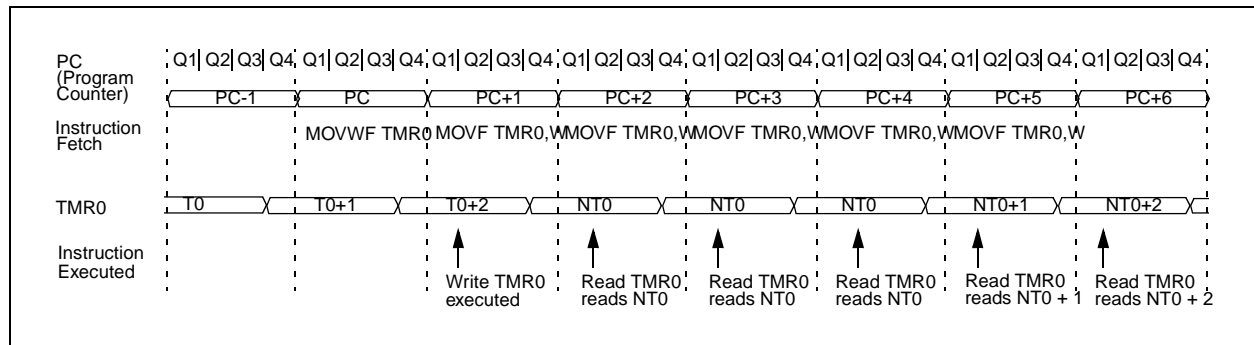 PC
(Program
Counter)
Q1 Q2 Q3 Q4 Q1 Q2 Q3 Q4 Q1 Q2 Q3 Q4 Q1 Q2 Q3 Q4 Q1 Q2 Q3 Q4 Q1 Q2 Q3 Q4 Q1 Q2 Q3 Q4 Q1 Q2 Q3 Q4
PC-1 PC PC+1 PC+2 PC+3 PC+4 PC+5 PC+6
Instruction
Fetch
MOVWF TMR0 MOVF TMR0,W MOVF TMR0,W MOVF TMR0,W MOVF TMR0,W MOVF TMR0,W
TMR0
T0 T0+1 T0+2 NT0 NT0 NT0 NT0+1 NT0+2
Instruction
Executed
Write TMR0
executed
Read TMR0
reads NT0
Read TMR0
reads NT0
Read TMR0
reads NT0
Read TMR0
reads NT0 + 1
Read TMR0
reads NT0 + 2